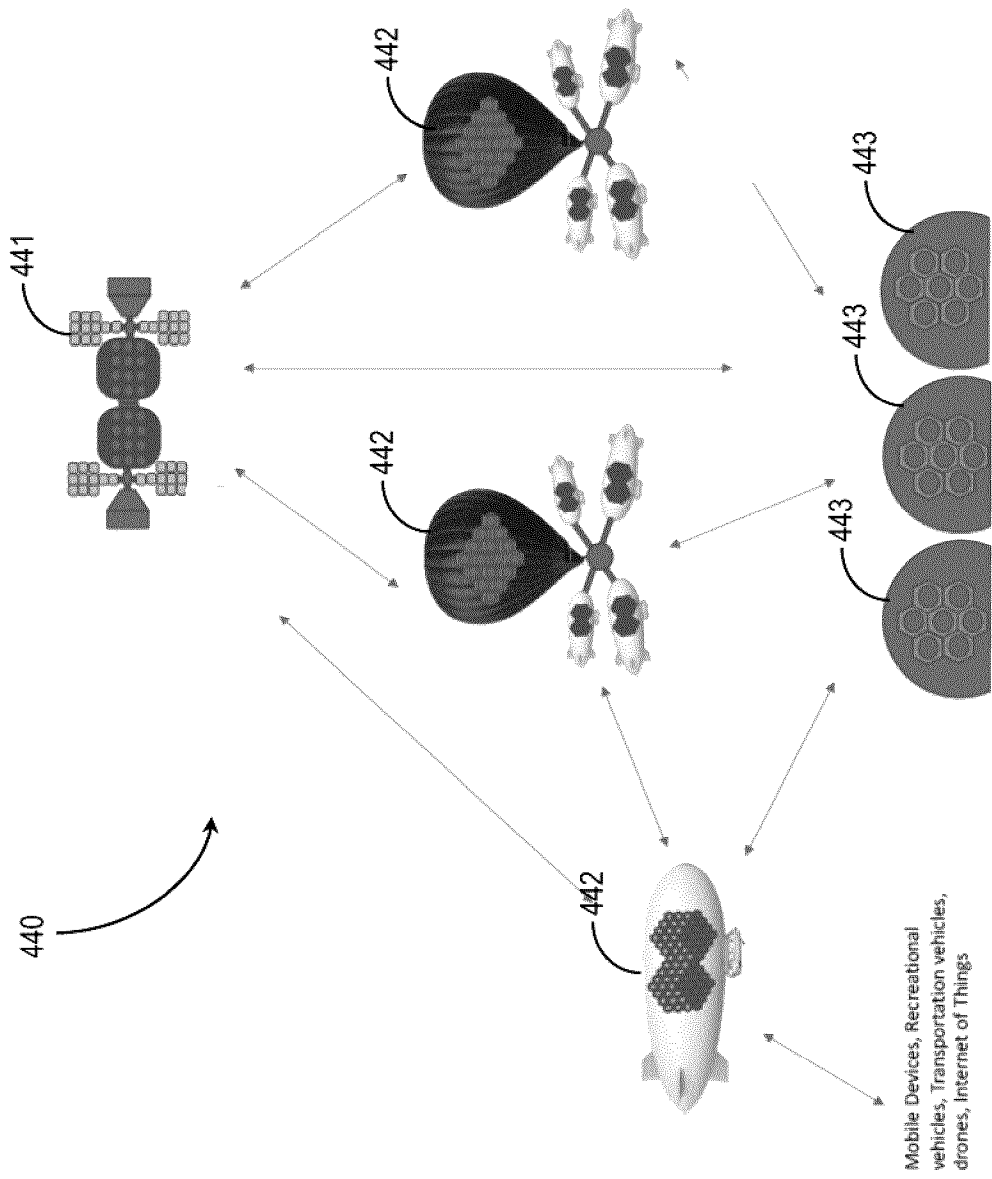 440
441
442
442
442
443
443
443
Mobile Devices, Recreational
vehicles, Transportation vehicles,
drones, Internet of Things